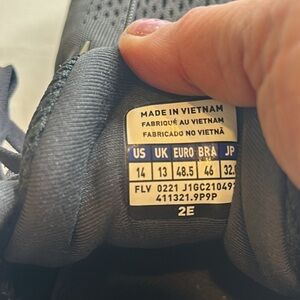 MADE IN VIETNAM
FABRIQUÉ AU VIETNAM
FABRICADO NO VIETNÃ
US UK EURO BRA JP
14 13 48.5 46 32.
FLV 0221 J1GC210493
411321.9P9P
2E